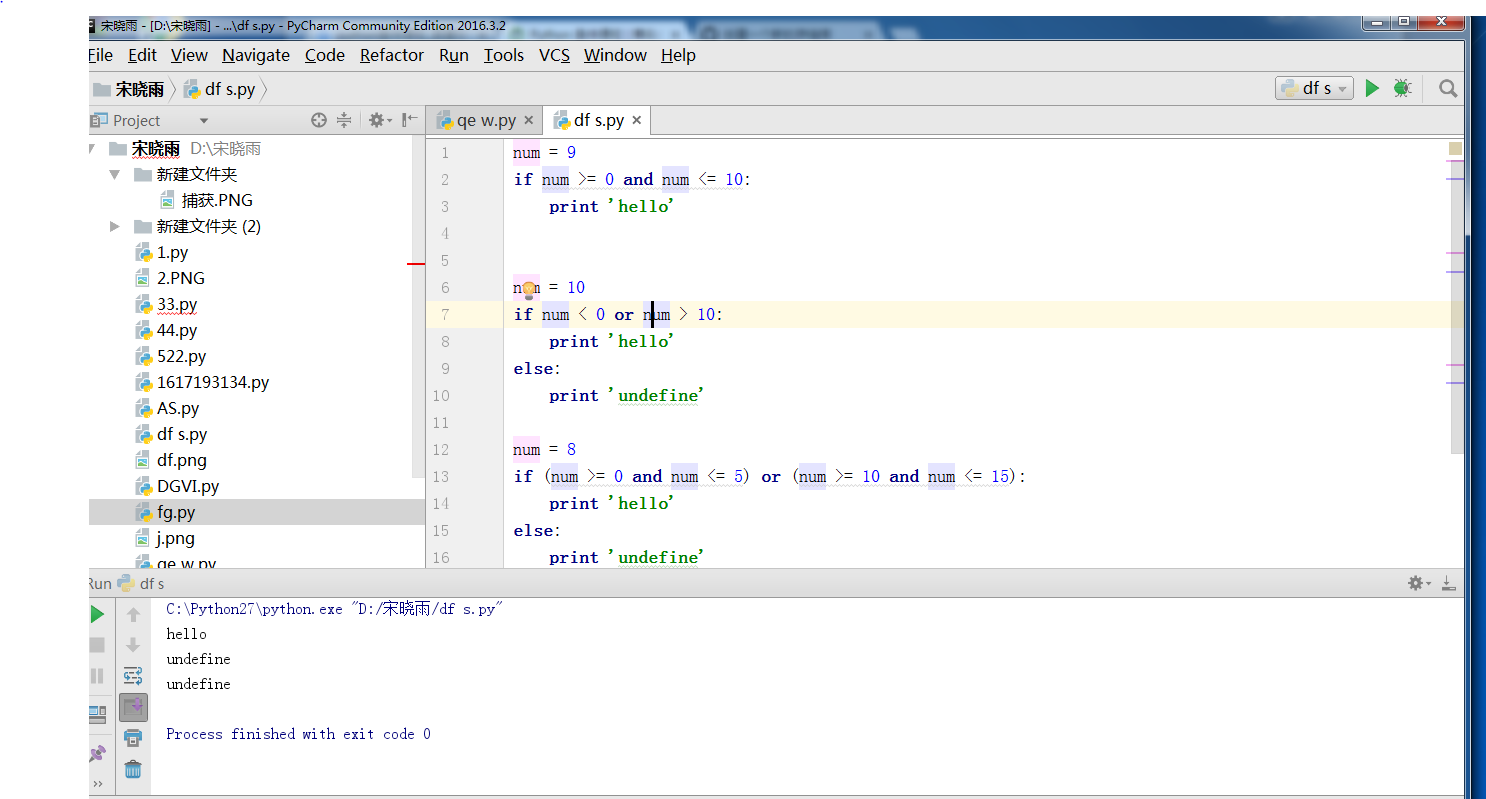 宋晓雨 - [D:\宋晓雨] - ...\df s.py - PyCharm Community Edition 2016.3.2
File Edit View Navigate Code Refactor Run Tools VCS Window Help
宋晓雨 df s.py df s
Project
qe w.py df s.py
宋晓雨 D:\宋晓雨
新建文件夹
捕获.PNG
新建文件夹 (2)
1.py
2.PNG
33.py
44.py
522.py
1617193134.py
AS.py
df s.py
df.png
DGVI.py
fg.py
j.png
qe w.py
1 num = 9
2 if num >= 0 and num <= 10:
3 print 'hello'
4
5
6 num = 10
7 if num < 0 or num > 10:
8 print 'hello'
9 else:
10 print 'undefine'
11
12 num = 8
13 if (num >= 0 and num <= 5) or (num >= 10 and num <= 15):
14 print 'hello'
15 else:
16 print 'undefine'
Run df s
C:\Python27\python.exe "D:/宋晓雨/df s.py"
hello
undefine
undefine
Process finished with exit code 0